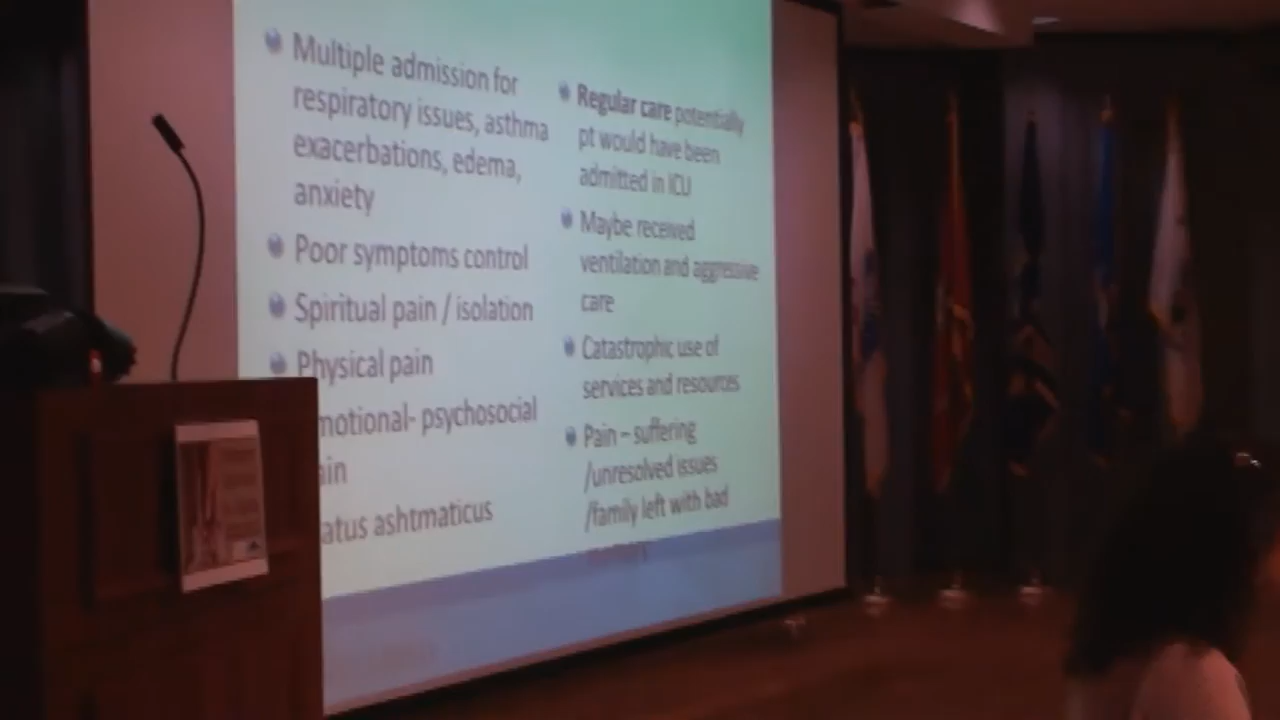 Multiple admission for
respiratory issues, asthma
exacerbations, edema,
anxiety
Poor symptoms control
Spiritual pain / isolation
Physical pain
motional- psychosocial
ain
atus ashtmaticus
Regular care potentially
pt would have been
admitted in ICU
Maybe received
ventilation and aggressive
care
Catastrophic use of
services and resources
Pain – suffering
/unresolved issues
/family left with bad